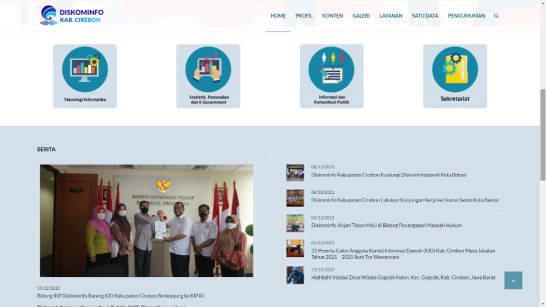 DISKOMINFO
KAB. CIREBON
HOME PROFIL KONTEN GALERI LAYANAN SATU DATA PENGUMUMAN
Teknologi Informatika
Statistik, Persandian
dan E-Government
Informasi dan
Komunikasi Publik
Sekretariat
BERITA
15/12/2021
Bidang IKP Diskominfo Bareng KID Kabupaten Cirebon Berkunjung ke KIP RI
08/12/2021
Diskominfo Kabupaten Cirebon Kunjungi Diskominfostandi Kota Bekasi
03/12/2021
Diskominfo Kabupaten Cirebon Lakukan Kunjungan Kerja ke Humas Setda Kota Bekasi
03/12/2021
Diskominfo-Kejari Teken MoU di Bidang Penanganan Masalah Hukum
01/12/2021
15 Peserta Calon Anggota Komisi Informasi Daerah (KID) Kab. Cirebon Masa Jabatan
Tahun 2021 - 2025 Ikuti Tes Wawancara
21/11/2021
Highlight Visitasi Desa Wisata Gegesik Kulon, Kec. Gegesik, Kab. Cirebon, Jawa Barat